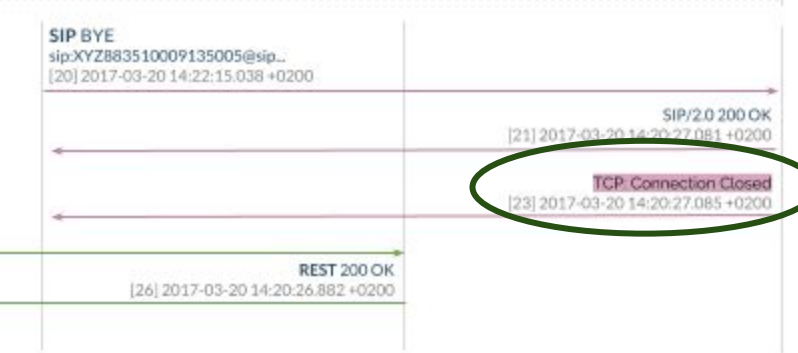 SIP BYE
sip:XYZ883510009135005@sip...
[20] 2017-03-20 14:22:15.038 +0200
SIP/2.0 200 OK
[21] 2017-03-20 14:20:27.081 +0200
TCP: Connection Closed
[23] 2017-03-20 14:20:27.085 +0200
REST 200 OK
[26] 2017-03-20 14:20:26.882 +0200